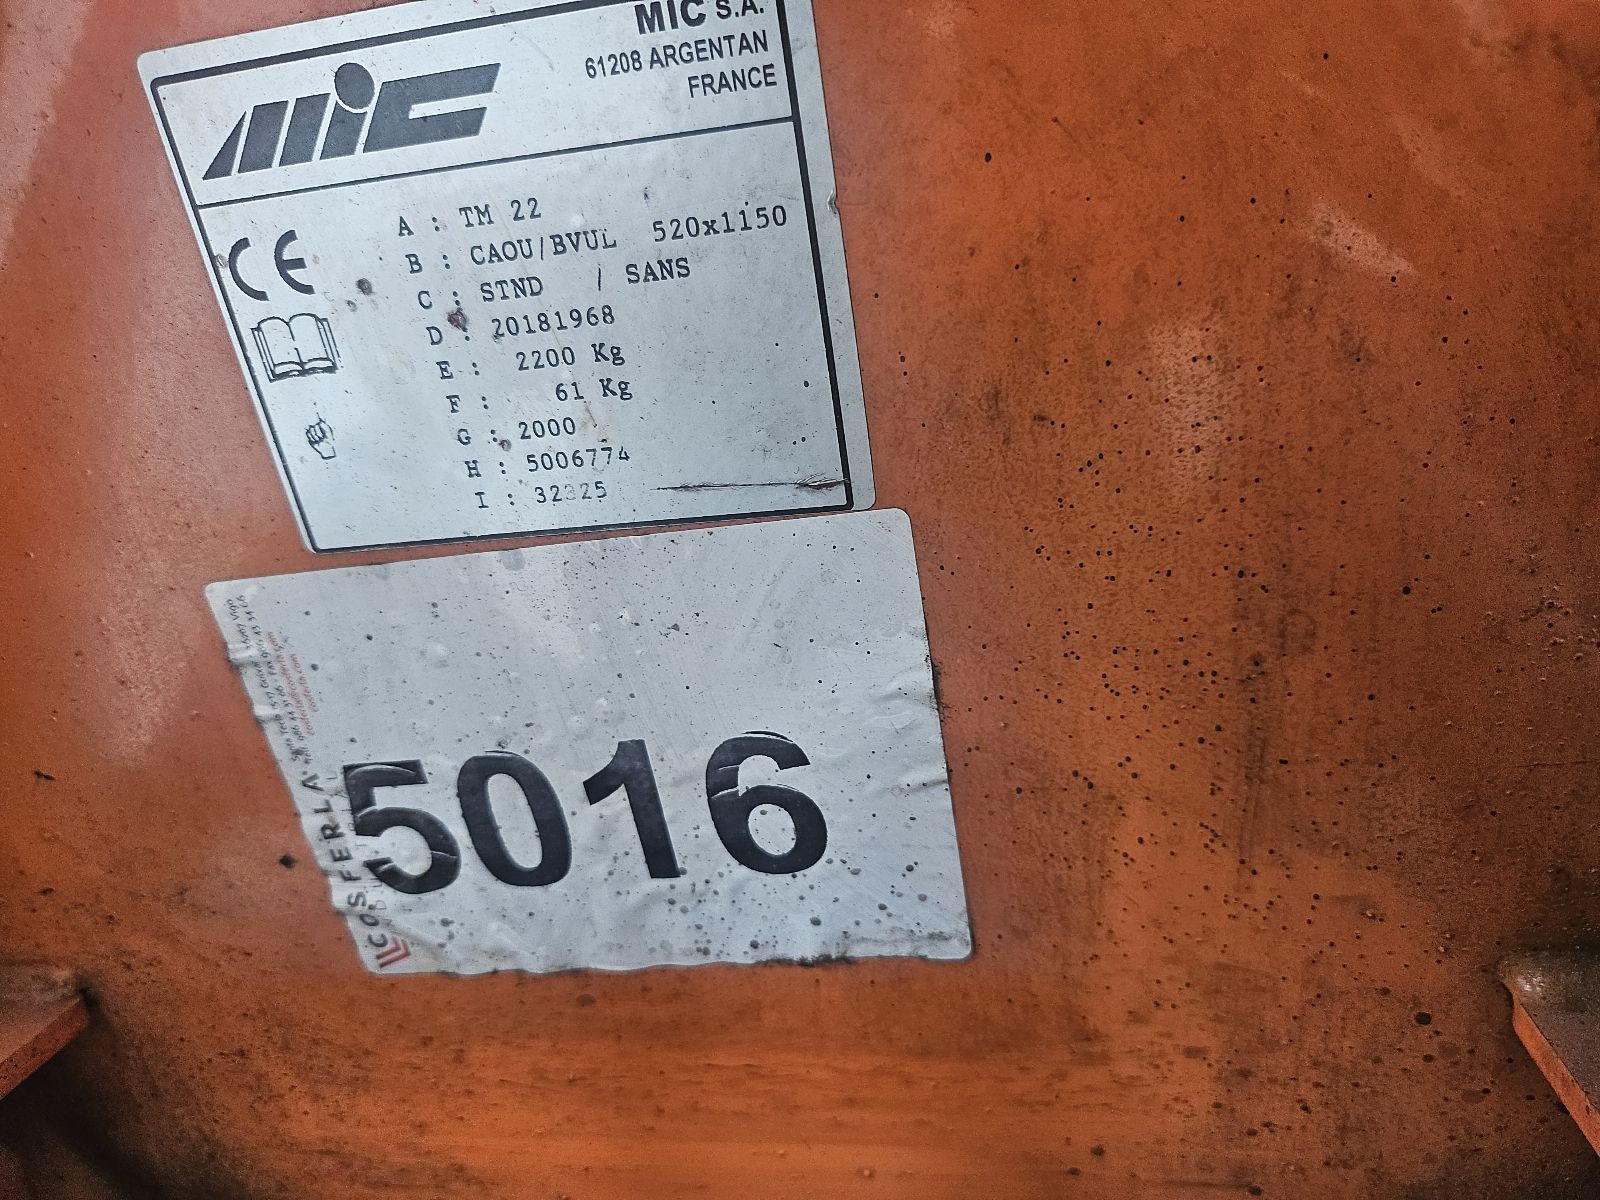 MIC S.A.
61208 ARGENTAN
FRANCE
MiC
CE
A : TM 22
B : CAOU/BVUL 520x1150
C : STND / SANS
D : 20181968
E : 2200 Kg
F : 61 Kg
G : 2000
H : 5006774
I : 32325
5016
COSFERLA